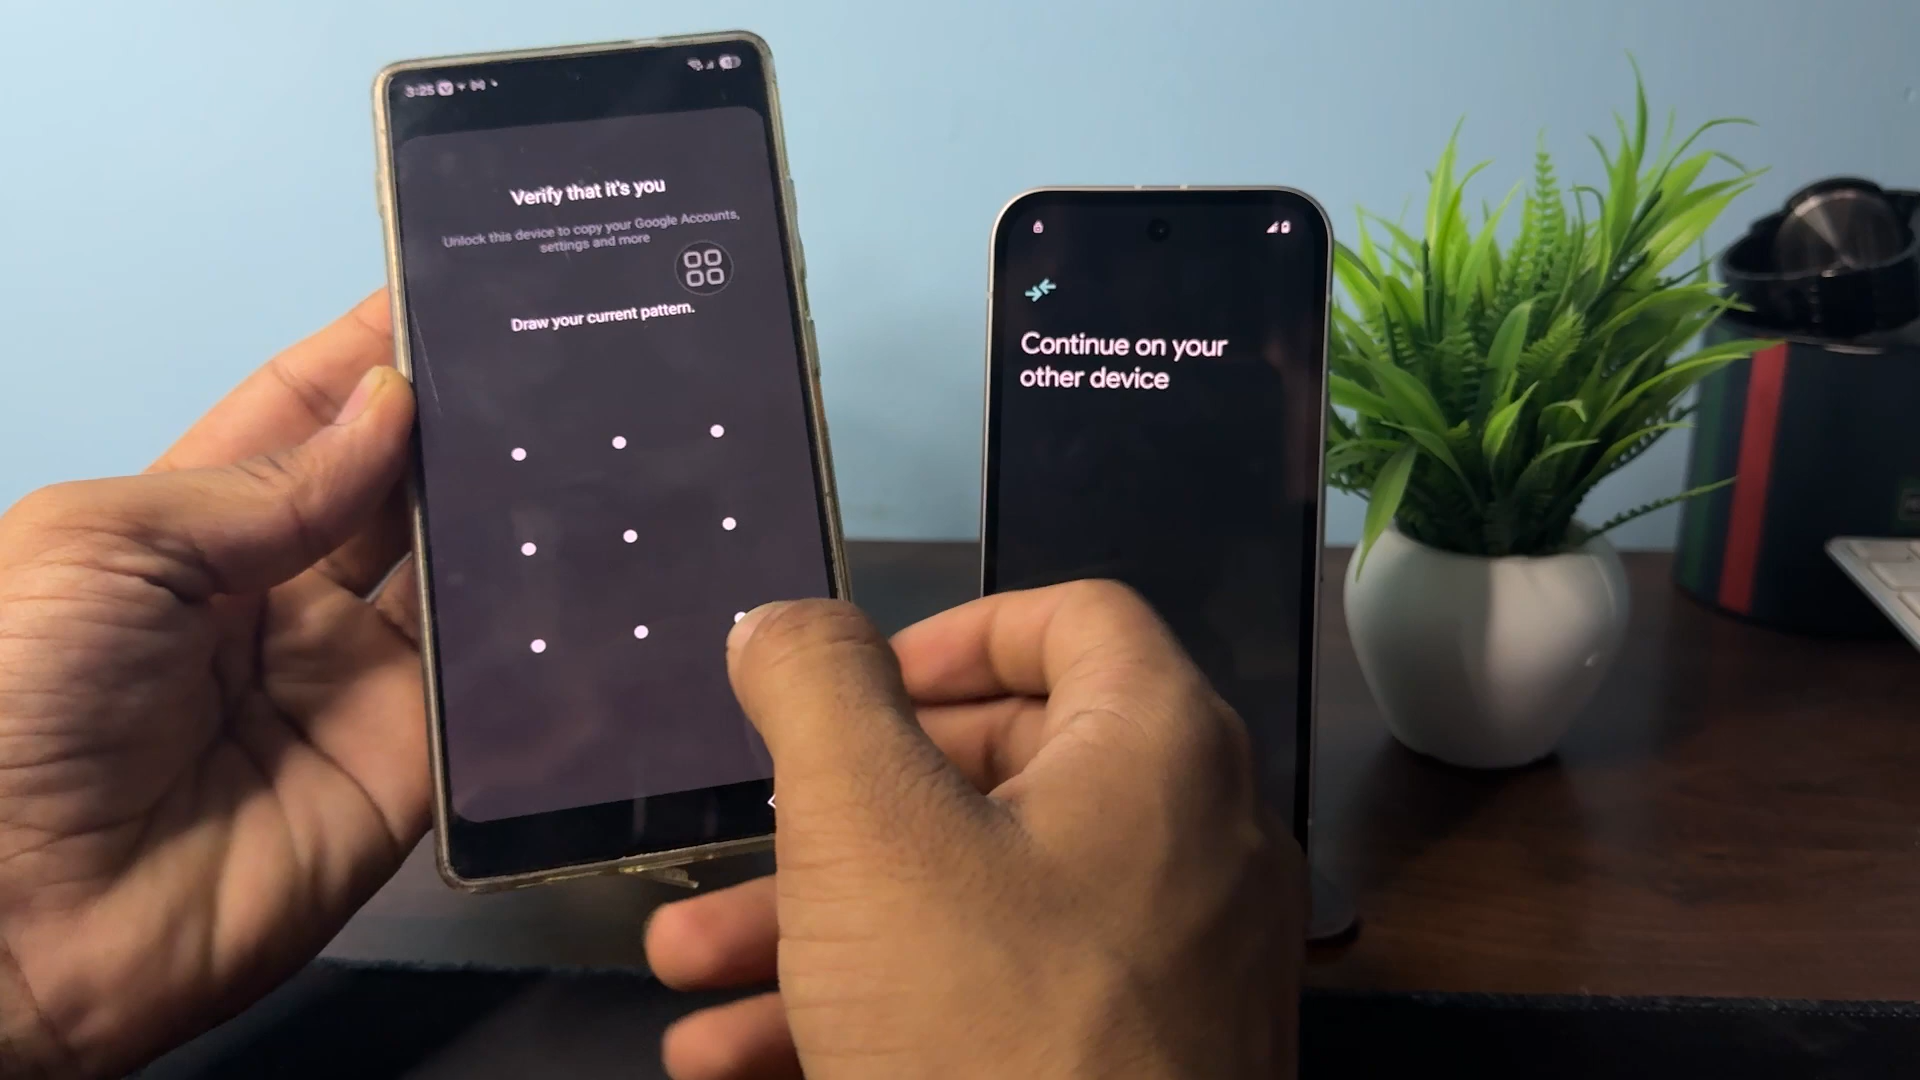 3:25
Verify that it's you
Unlock this device to copy your Google Accounts,
settings and more
Draw your current pattern.
Continue on your
other device